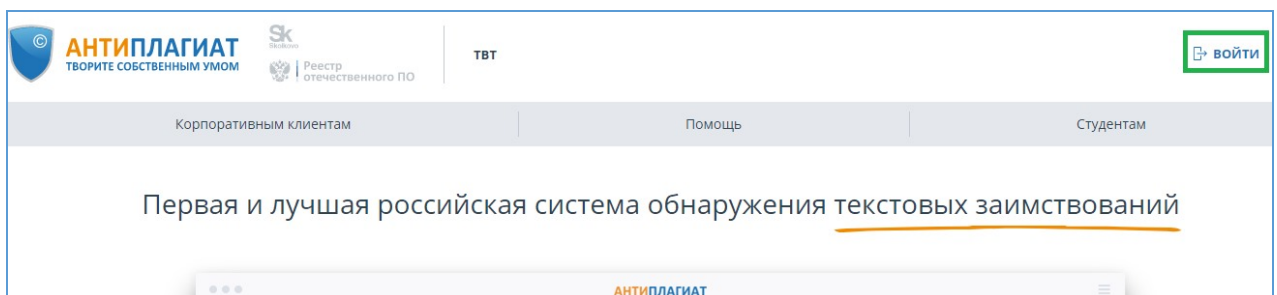 АНТИПЛАГИАТ
ТВОРИТЕ СОБСТВЕННЫМ УМОМ
Sk
Skolkovo
Реестр
отечественного ПО
ТВТ
ВОЙТИ
Корпоративным клиентам
Помощь
Студентам
Первая и лучшая российская система обнаружения текстовых заимствований
АНТИПЛАГИАТ